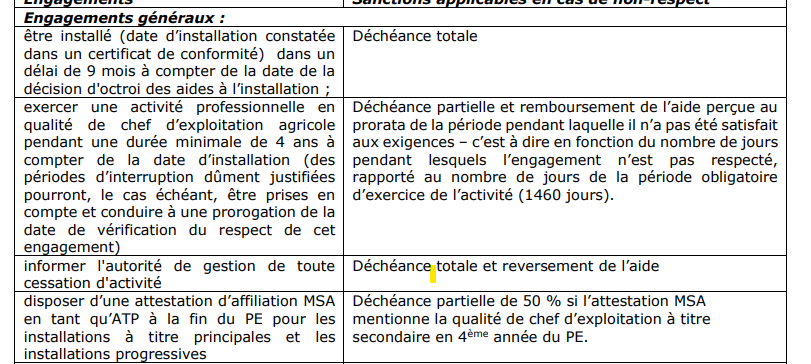 Engagements Sanctions applicables en cas de non-respect
Engagements généraux :
être installé (date d’installation constatée
dans un certificat de conformité) dans un
délai de 9 mois à compter de la date de la
décision d'octroi des aides à l’installation ;
Déchéance totale
exercer une activité professionnelle en
qualité de chef d’exploitation agricole
pendant une durée minimale de 4 ans à
compter de la date d’installation (des
périodes d’interruption dûment justifiées
pourront, le cas échéant, être prises en
compte et conduire à une prorogation de la
date de vérification du respect de cet
engagement)
Déchéance partielle et remboursement de l’aide perçue au
prorata de la période pendant laquelle il n’a pas été satisfait
aux exigences – c’est à dire en fonction du nombre de jours
pendant lesquels l’engagement n’est pas respecté,
rapporté au nombre de jours de la période obligatoire
d’exercice de l’activité (1460 jours).
informer l'autorité de gestion de toute
cessation d'activité
Déchéance totale et reversement de l’aide
disposer d’une attestation d’affiliation MSA
en tant qu’ATP à la fin du PE pour les
installations à titre principales et les
installations progressives
Déchéance partielle de 50 % si l’attestation MSA
mentionne la qualité de chef d’exploitation à titre
secondaire en 4ème année du PE.